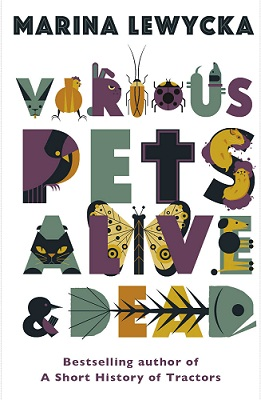 MARINA LEWYCKA
VARIOUS
PETS
ALIVE
& DEAD
Bestselling author of
A Short History of Tractors